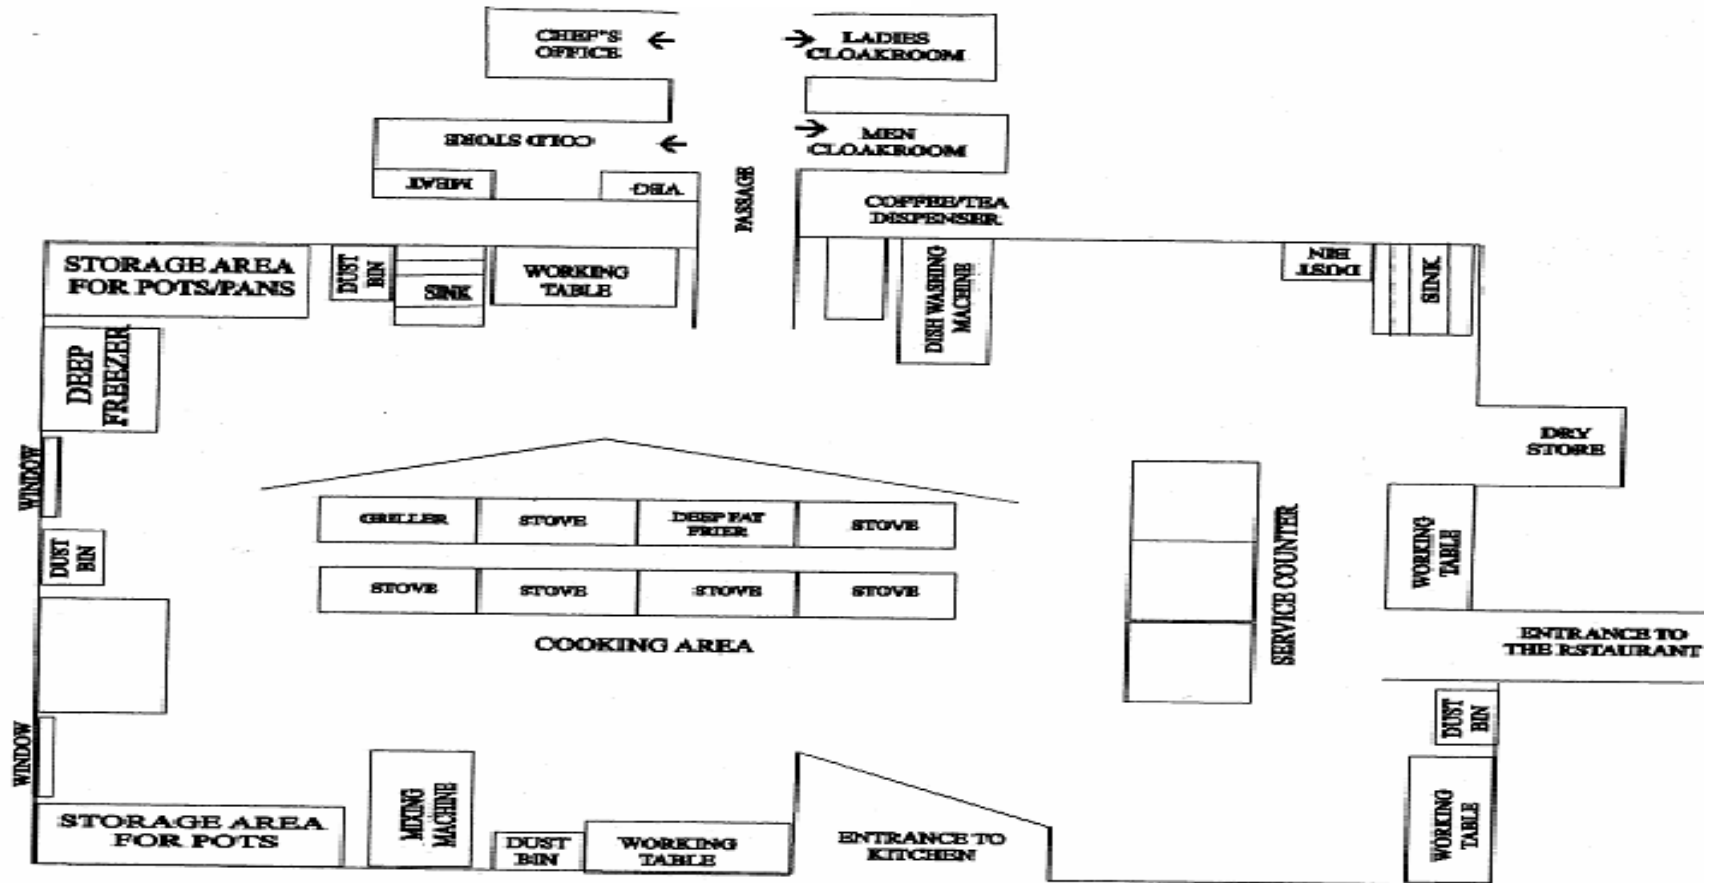 CHEF"S
OFFICE
LADIES
CLOAKROOM
COLD STORE
MEN
CLOAKROOM
MEAT
VEG
PASSAGE
COFFEE/TEA
DISPENSER
STORAGE AREA
FOR POTS/PANS
DUST
BIN
SINK
WORKING
TABLE
DISH WASHING
MACHINE
DUST
BIN
SINK
DEEP
FREEZER
DRY
STORE
WINDOW
GRILLER
STOVE
DEEP FAT
FRIER
STOVE
DUST
BIN
STOVE
STOVE
STOVE
STOVE
SERVICE COUNTER
WORKING
TABLE
COOKING AREA
ENTRANCE TO
THE RSTAURANT
WINDOW
DUST
BIN
STORAGE AREA
FOR POTS
MIXING
MACHINE
DUST
BIN
WORKING
TABLE
ENTRANCE TO
KITCHEN
WORKING
TABLE